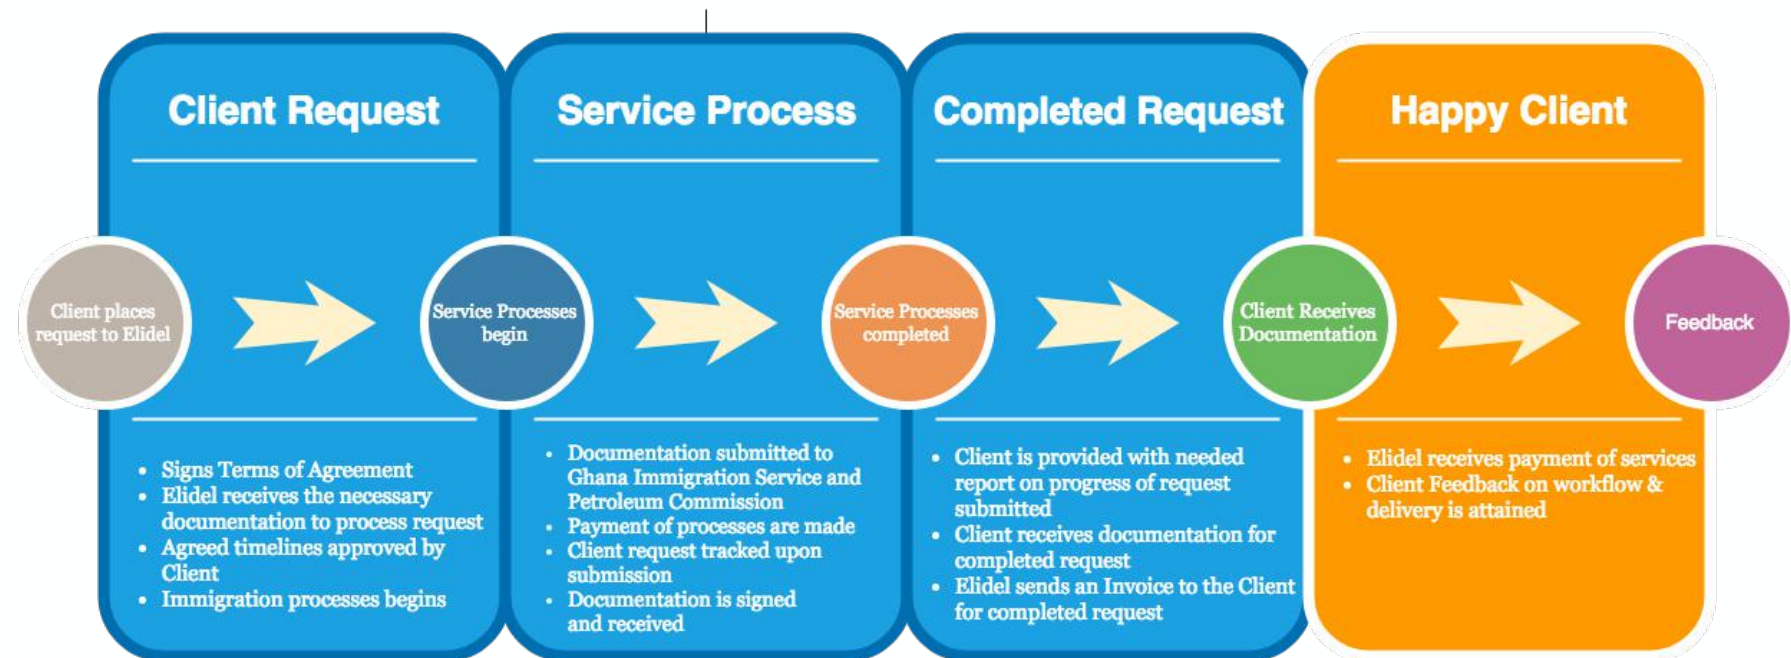 Client Request
Service Process
Completed Request
Happy Client
Client places
request to Elidel
Service Processes
begin
Service Processes
completed
Client Receives
Documentation
Feedback
• Signs Terms of Agreement
• Elidel receives the necessary
documentation to process request
• Agreed timelines approved by
Client
• Immigration processes begins
• Documentation submitted to
Ghana Immigration Service and
Petroleum Commission
• Payment of processes are made
• Client request tracked upon
submission
• Documentation is signed
and received
• Client is provided with needed
report on progress of request
submitted
• Client receives documentation for
completed request
• Elidel sends an Invoice to the Client
for completed request
• Elidel receives payment of services
• Client Feedback on workflow &
delivery is attained